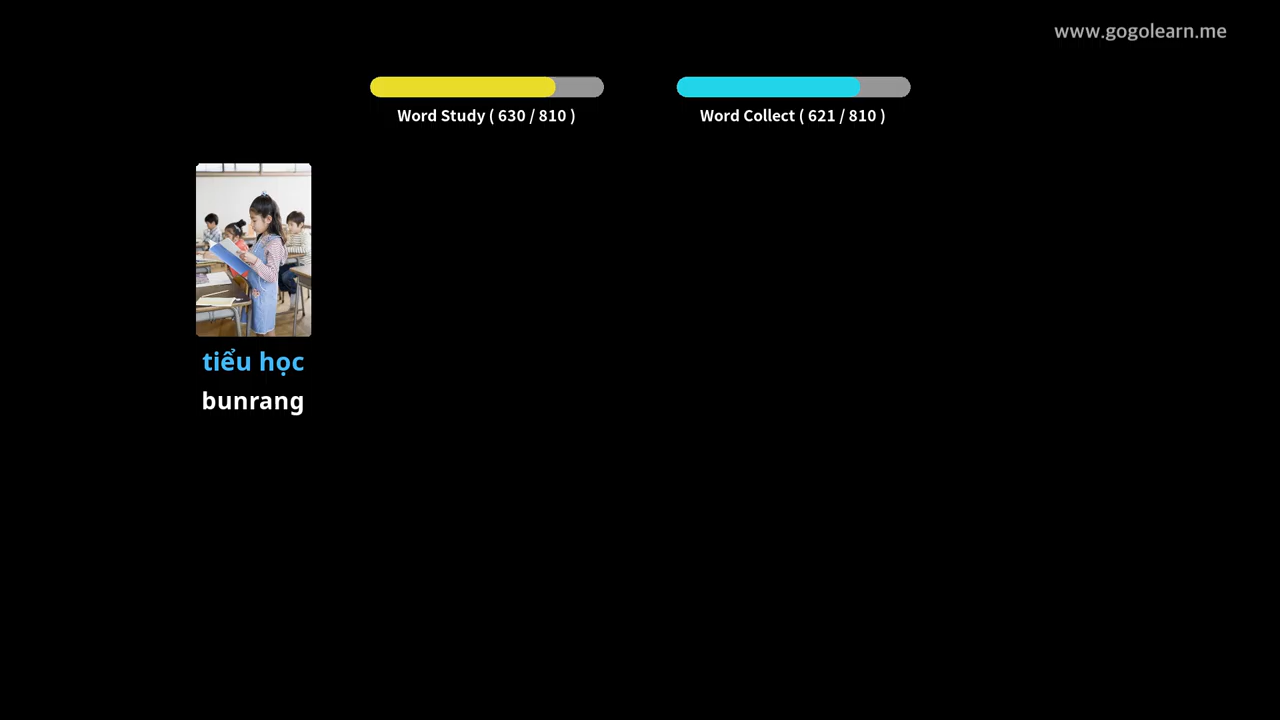 www.gogolearn.me
Word Study ( 630 / 810 )
Word Collect ( 621 / 810 )
tiểu học
bunrang